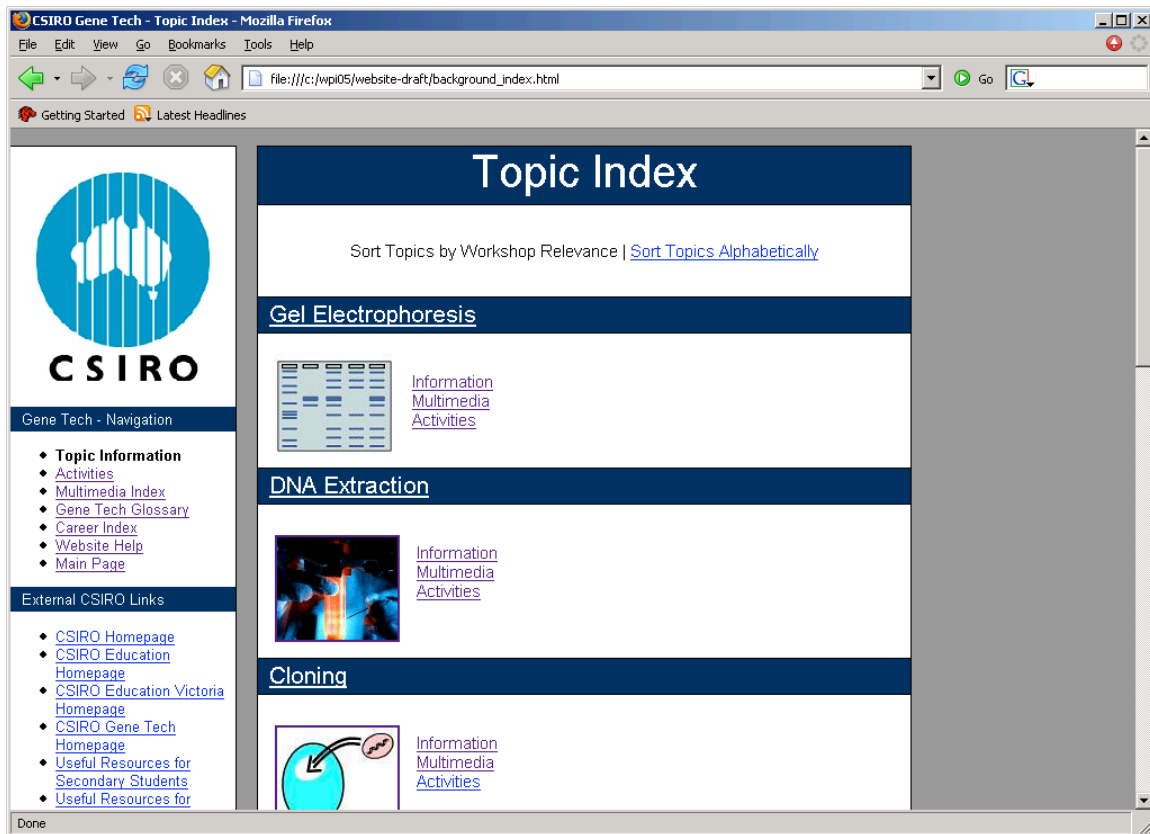 CSIRO Gene Tech - Topic Index - Mozilla Firefox
File Edit View Go Bookmarks Tools Help
file:///c:/wpi05/website-draft/background_index.html
Go
G
Getting Started
Latest Headlines
CSIRO
Gene Tech - Navigation
Topic Information
Activities
Multimedia Index
Gene Tech Glossary
Career Index
Website Help
Main Page
External CSIRO Links
CSIRO Homepage
CSIRO Education
Homepage
CSIRO Education Victoria
Homepage
CSIRO Gene Tech
Homepage
Useful Resources for
Secondary Students
Useful Resources for
Topic Index
Sort Topics by Workshop Relevance | Sort Topics Alphabetically
Gel Electrophoresis
Information
Multimedia
Activities
DNA Extraction
Information
Multimedia
Activities
Cloning
Information
Multimedia
Activities
Done